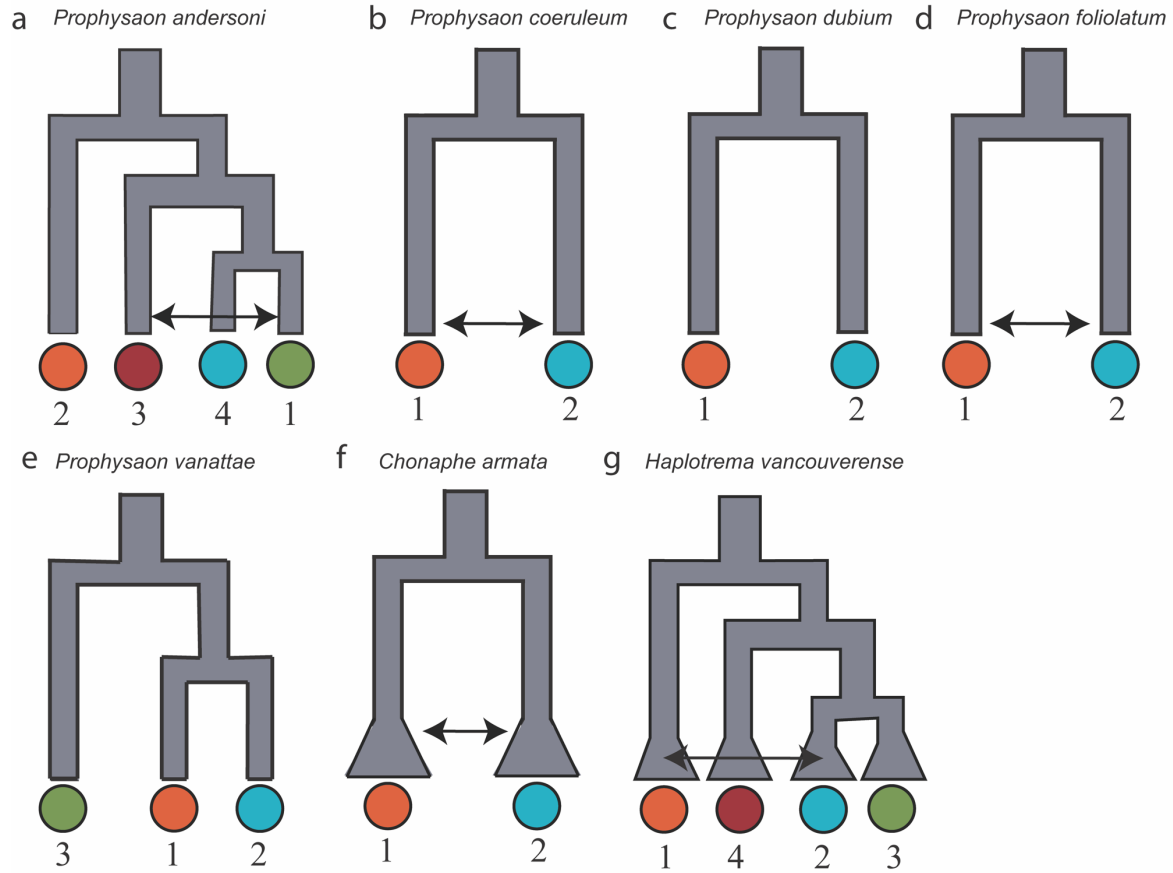 a Prophysaon andersoni
b Prophysaon coeruleum
c Prophysaon dubium
d Prophysaon foliolatum
2 3 4 1
1 2
1 2
1 2
e Prophysaon vanattae
f Chonaphe armata
g Haplotrema vancouverense
3 1 2
1 2
1 4 2 3